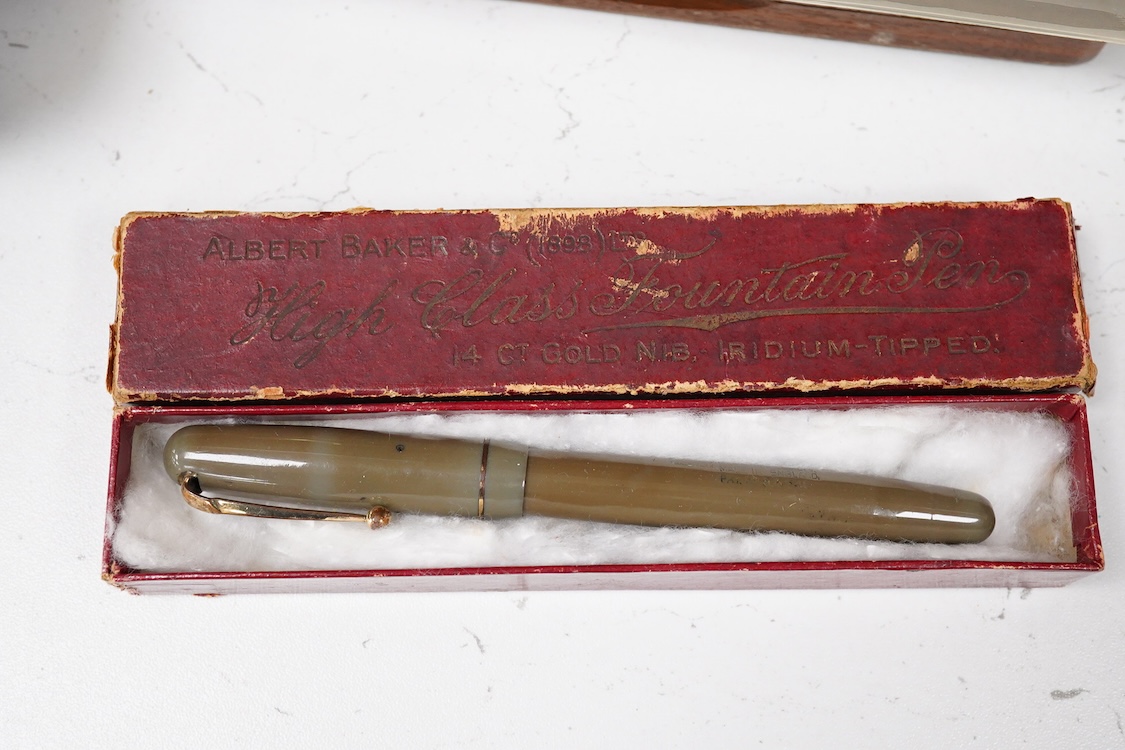 ALBERT BAKER & Co (1898) LTD
High Class Fountain Pen
14 CT GOLD NIB, IRIDIUM-TIPPED.